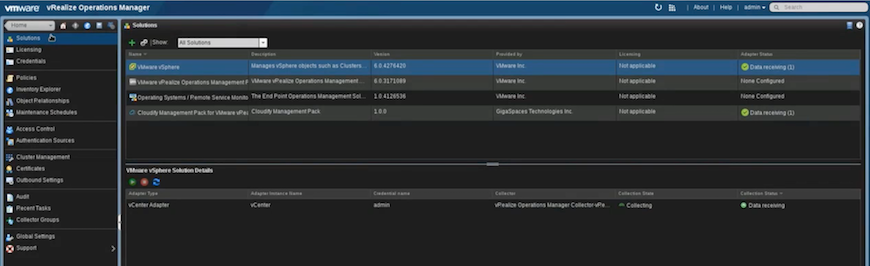 vmware vRealize Operations Manager
About Help admin Search
Home
Solutions
Licensing
Credentials
Policies
Inventory Explorer
Object Relationships
Maintenance Schedules
Access Control
Authentication Sources
Cluster Management
Certificates
Outbound Settings
Audit
Recent Tasks
Collector Groups
Global Settings
Support
Solutions
Show: All Solutions
Name Description Version Provided by Licensing Adapter Status
VMware vSphere Manages vSphere objects such as Clusters... 6.0.4276420 VMware Inc. Not applicable Data receiving (1)
VMware vRealize Operations Management P VMware vRealize Operations Management... 6.0.3171089 VMware Inc. Not applicable None Configured
Operating Systems / Remote Service Monito The End Point Operations Management Sol... 1.0.4126536 VMware Inc. Not applicable None Configured
Cloudify Management Pack for VMware vRea Cloudify Management Pack 1.0.0 GigaSpaces Technologies Inc. Not applicable Data receiving (1)
VMware vSphere Solution Details
Adapter Type Adapter Instance Name Credential name Collector Collection State Collection Status
vCenter Adapter vCenter admin vRealize Operations Manager Collector vRe... Collecting Data receiving